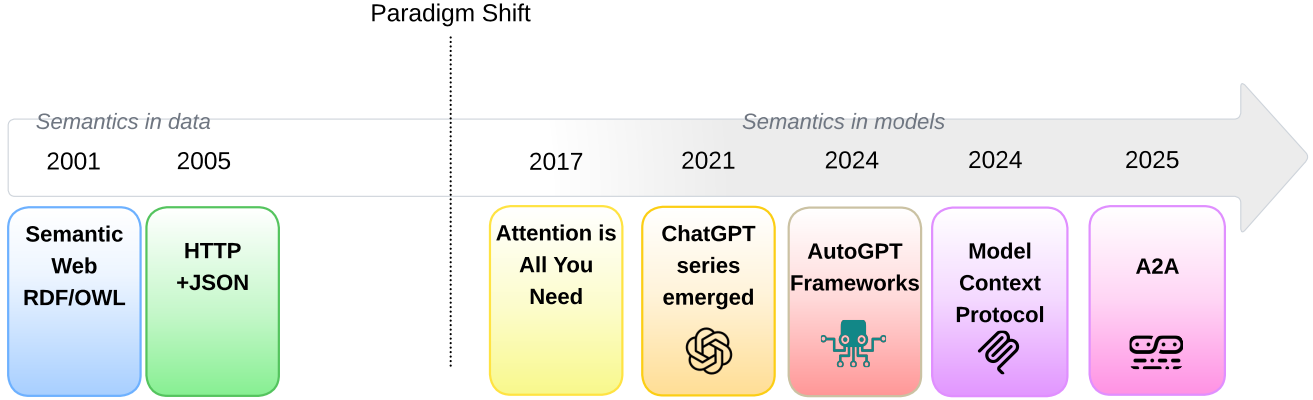 Paradigm Shift
Semantics in data
Semantics in models
2001
2005
2017
2021
2024
2024
2025
Semantic
Web
RDF/OWL
HTTP
+JSON
Attention is
All You
Need
ChatGPT
series
emerged
AutoGPT
Frameworks
Model
Context
Protocol
A2A